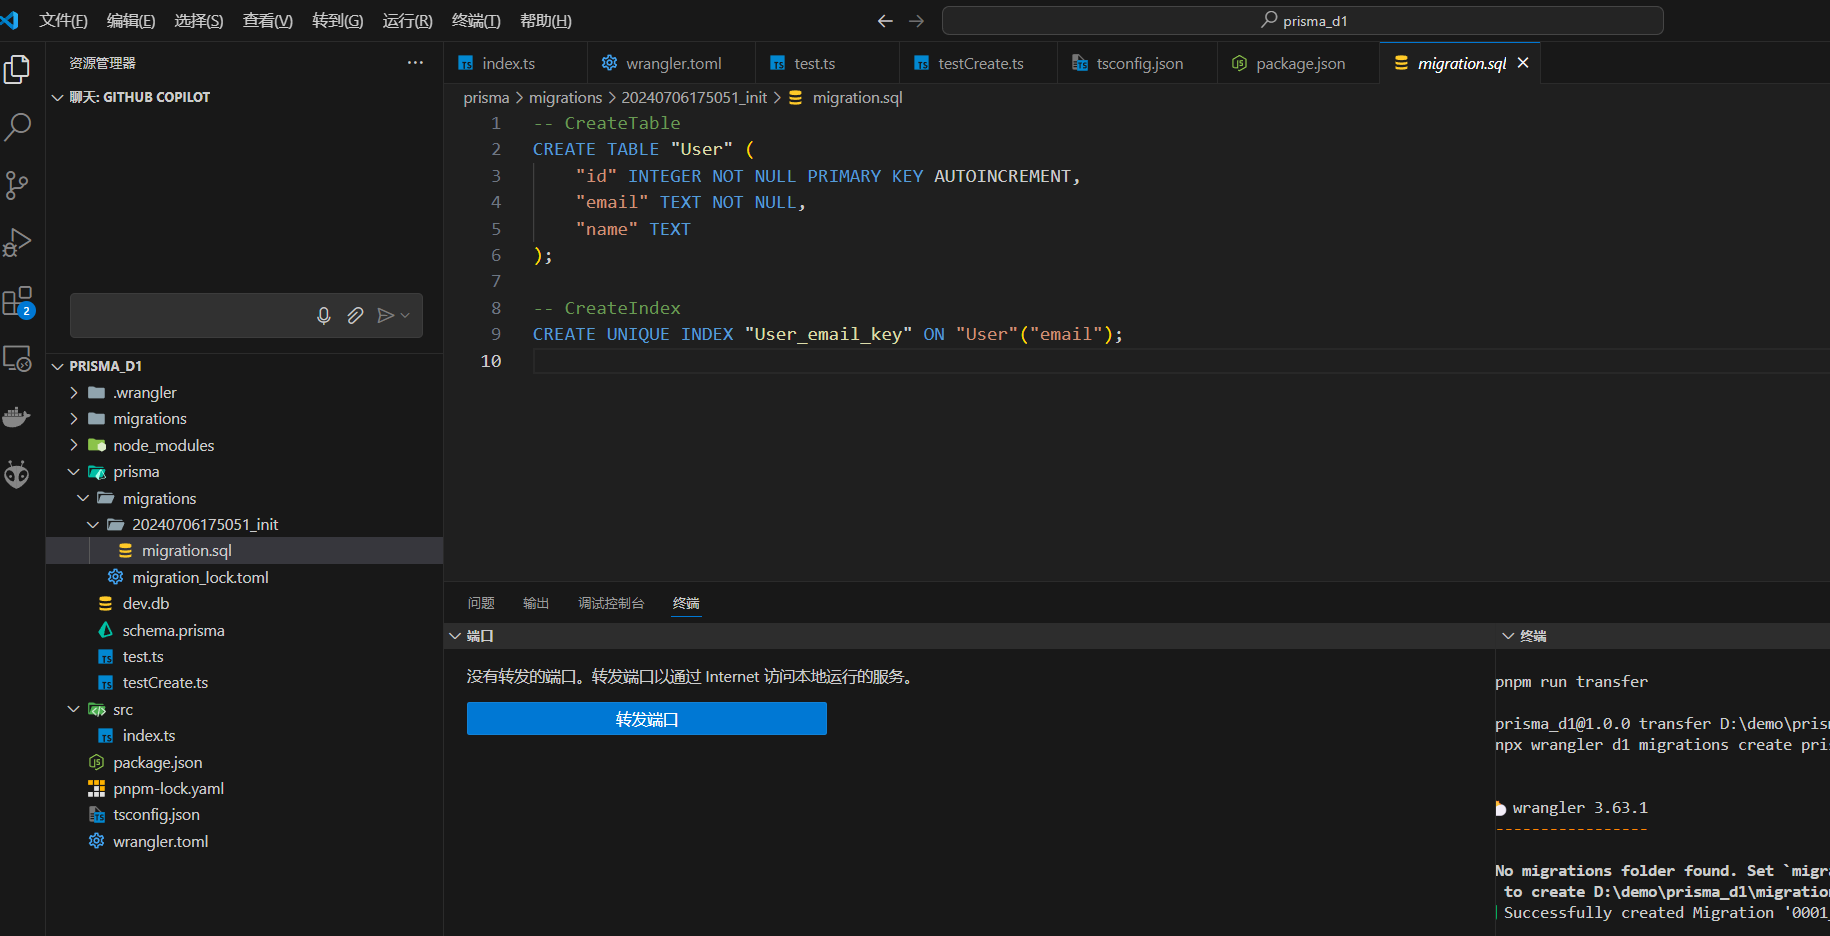 文件(F) 编辑(E) 选择(S) 查看(V) 转到(G) 运行(R) 终端(T) 帮助(H) prisma_d1
资源管理器
index.ts wrangler.toml test.ts testCreate.ts tsconfig.json package.json migration.sql
聊天: GITHUB COPILOT
prisma > migrations > 20240706175051_init > migration.sql
1 -- CreateTable
2 CREATE TABLE "User" (
3 "id" INTEGER NOT NULL PRIMARY KEY AUTOINCREMENT,
4 "email" TEXT NOT NULL,
5 "name" TEXT
6 );
7
8 -- CreateIndex
9 CREATE UNIQUE INDEX "User_email_key" ON "User"("email");
10
2
PRISMA_D1
.wrangler
migrations
node_modules
prisma
migrations
20240706175051_init
migration.sql
migration_lock.toml
dev.db
schema.prisma
test.ts
testCreate.ts
src
index.ts
package.json
pnpm-lock.yaml
tsconfig.json
wrangler.toml
问题 输出 调试控制台 终端
端口
没有转发的端口。转发端口以通过 Internet 访问本地运行的服务。
转发端口
终端
pnpm run transfer
prisma_d1@1.0.0 transfer D:\demo\pris
npx wrangler d1 migrations create pri
wrangler 3.63.1
-----------------
No migrations folder found. Set `migr
to create D:\demo\prisma_d1\migration
Successfully created Migration '0001_